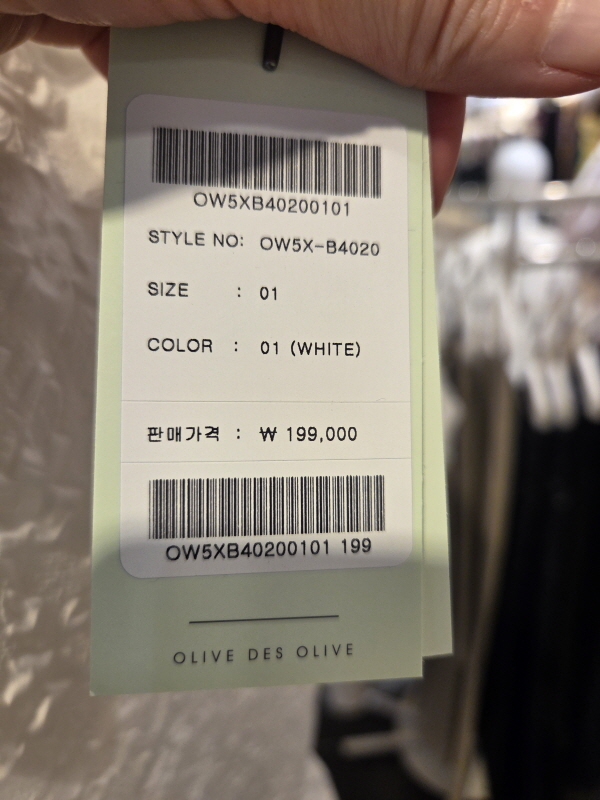 OW5XB40200101
STYLE NO: OW5X-B4020
SIZE : 01
COLOR : 01 (WHITE)
판매가격 : ₩ 199,000
OW5XB40200101 199
OLIVE DES OLIVE